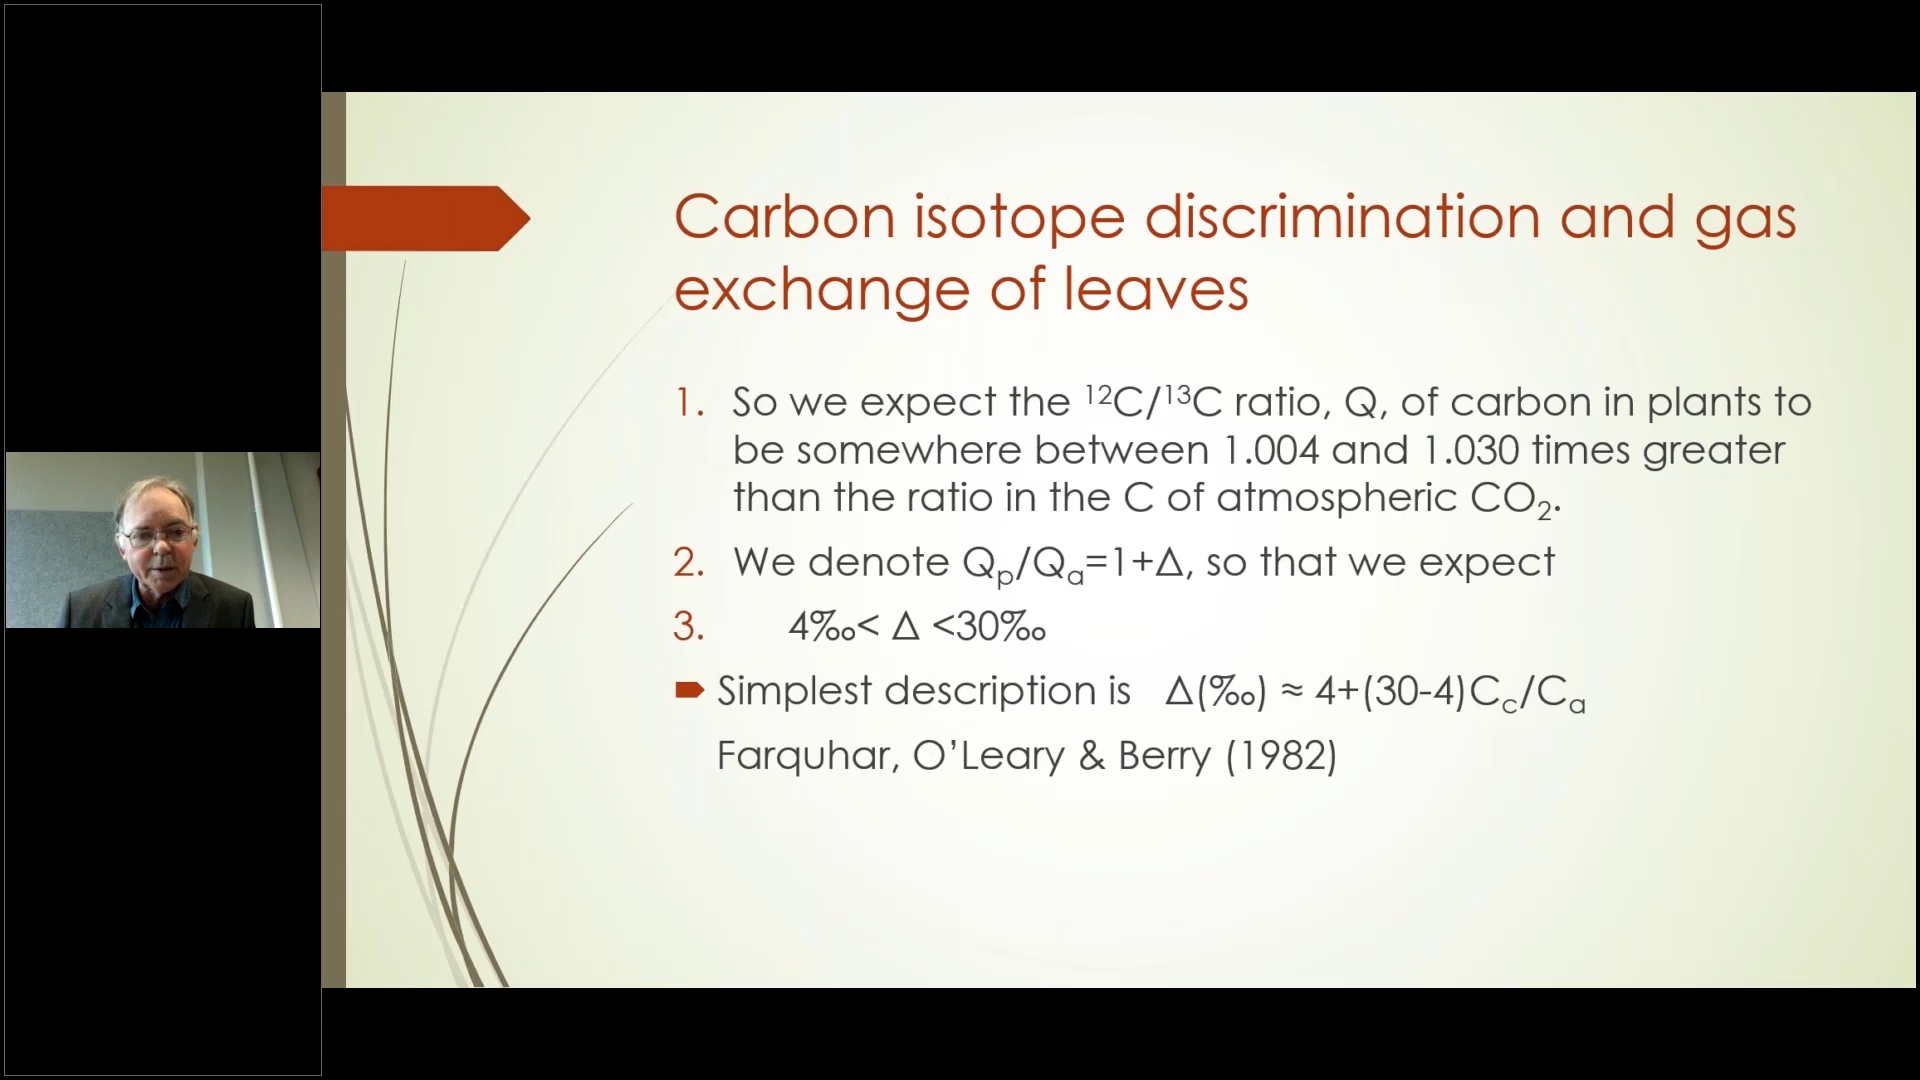 Carbon isotope discrimination and gas
exchange of leaves
1. So we expect the ¹²C/¹³C ratio, Q, of carbon in plants to
be somewhere between 1.004 and 1.030 times greater
than the ratio in the C of atmospheric CO₂.
2. We denote Qₚ/Qₐ=1+Δ, so that we expect
3. 4‰< Δ <30‰
Simplest description is Δ(‰) ≈ 4+(30-4)C_c/Cₐ
Farquhar, O’Leary & Berry (1982)